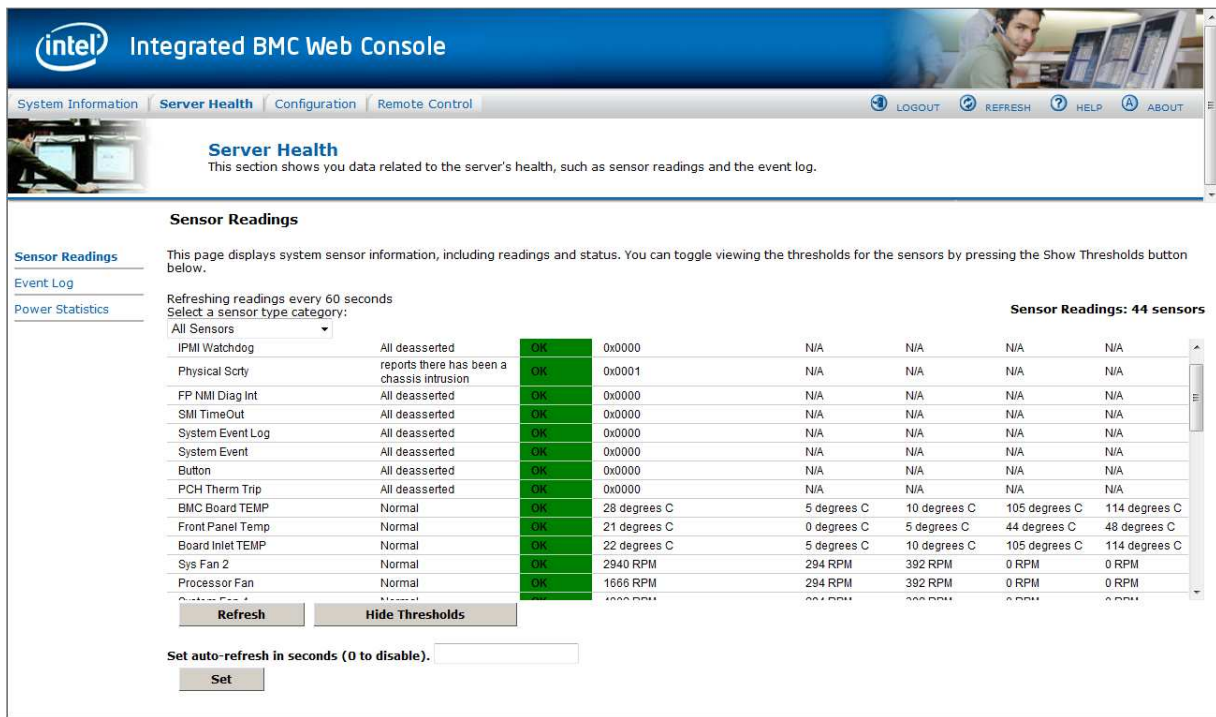 intel Integrated BMC Web Console
System Information Server Health Configuration Remote Control LOGOUT REFRESH HELP ABOUT
Server Health
This section shows you data related to the server's health, such as sensor readings and the event log.
Sensor Readings
Event Log
Power Statistics
Sensor Readings
This page displays system sensor information, including readings and status. You can toggle viewing the thresholds for the sensors by pressing the Show Thresholds button
below.
Refreshing readings every 60 seconds
Select a sensor type category:
Sensor Readings: 44 sensors
All Sensors
IPMI Watchdog All deasserted OK 0x0000 N/A N/A N/A N/A
Physical Scrty reports there has been a
chassis intrusion OK 0x0001 N/A N/A N/A N/A
FP NMI Diag Int All deasserted OK 0x0000 N/A N/A N/A N/A
SMI TimeOut All deasserted OK 0x0000 N/A N/A N/A N/A
System Event Log All deasserted OK 0x0000 N/A N/A N/A N/A
System Event All deasserted OK 0x0000 N/A N/A N/A N/A
Button All deasserted OK 0x0000 N/A N/A N/A N/A
PCH Therm Trip All deasserted OK 0x0000 N/A N/A N/A N/A
BMC Board TEMP Normal OK 28 degrees C 5 degrees C 10 degrees C 105 degrees C 114 degrees C
Front Panel Temp Normal OK 21 degrees C 0 degrees C 5 degrees C 44 degrees C 48 degrees C
Board Inlet TEMP Normal OK 22 degrees C 5 degrees C 10 degrees C 105 degrees C 114 degrees C
Sys Fan 2 Normal OK 2940 RPM 294 RPM 392 RPM 0 RPM 0 RPM
Processor Fan Normal OK 1666 RPM 294 RPM 392 RPM 0 RPM 0 RPM
Refresh Hide Thresholds
Set auto-refresh in seconds (0 to disable).
Set